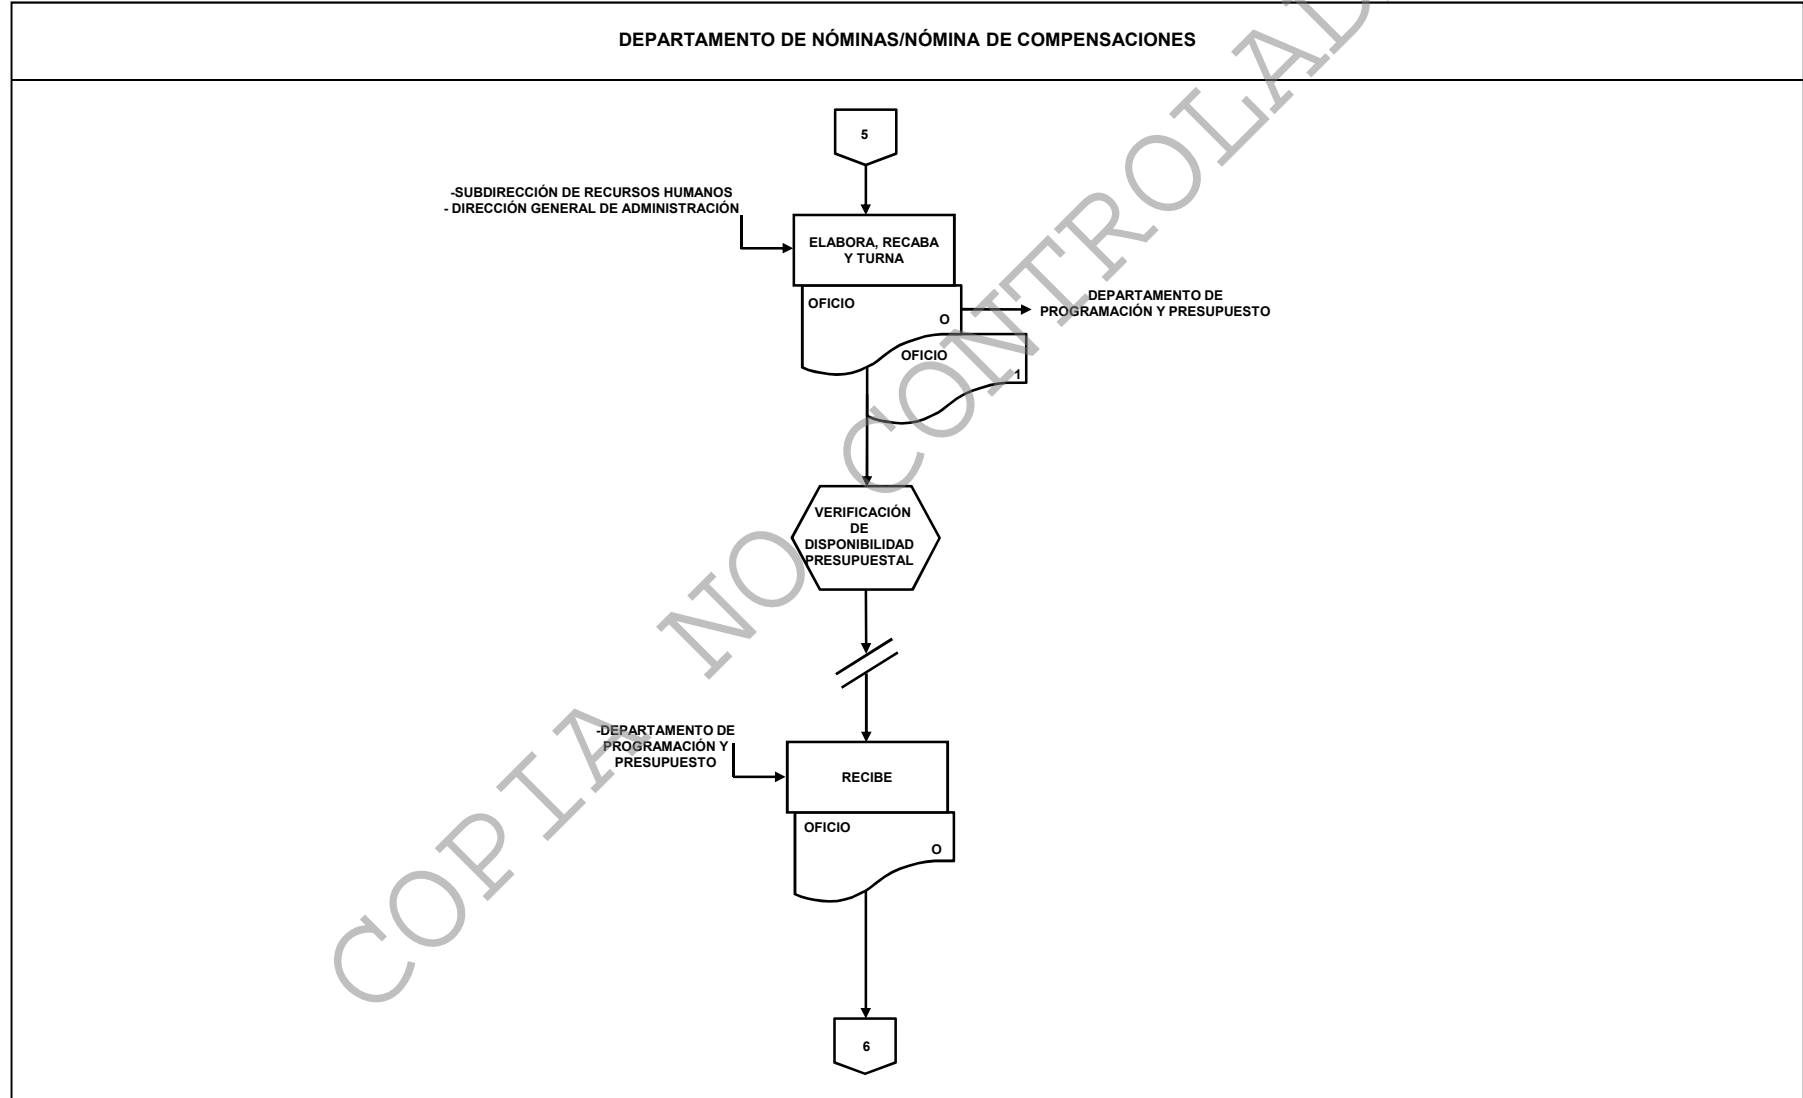 DEPARTAMENTO DE NÓMINAS/NÓMINA DE COMPENSACIONES
5
-SUBDIRECCIÓN DE RECURSOS HUMANOS
- DIRECCIÓN GENERAL DE ADMINISTRACIÓN
ELABORA, RECABA
Y TURNA
OFICIO
O
DEPARTAMENTO DE
PROGRAMACIÓN Y PRESUPUESTO
OFICIO
1
VERIFICACIÓN
DE
DISPONIBILIDAD
PRESUPUESTAL
-DEPARTAMENTO DE
PROGRAMACIÓN Y
PRESUPUESTO
RECIBE
OFICIO
O
6
COPIA NO CONTROLAD